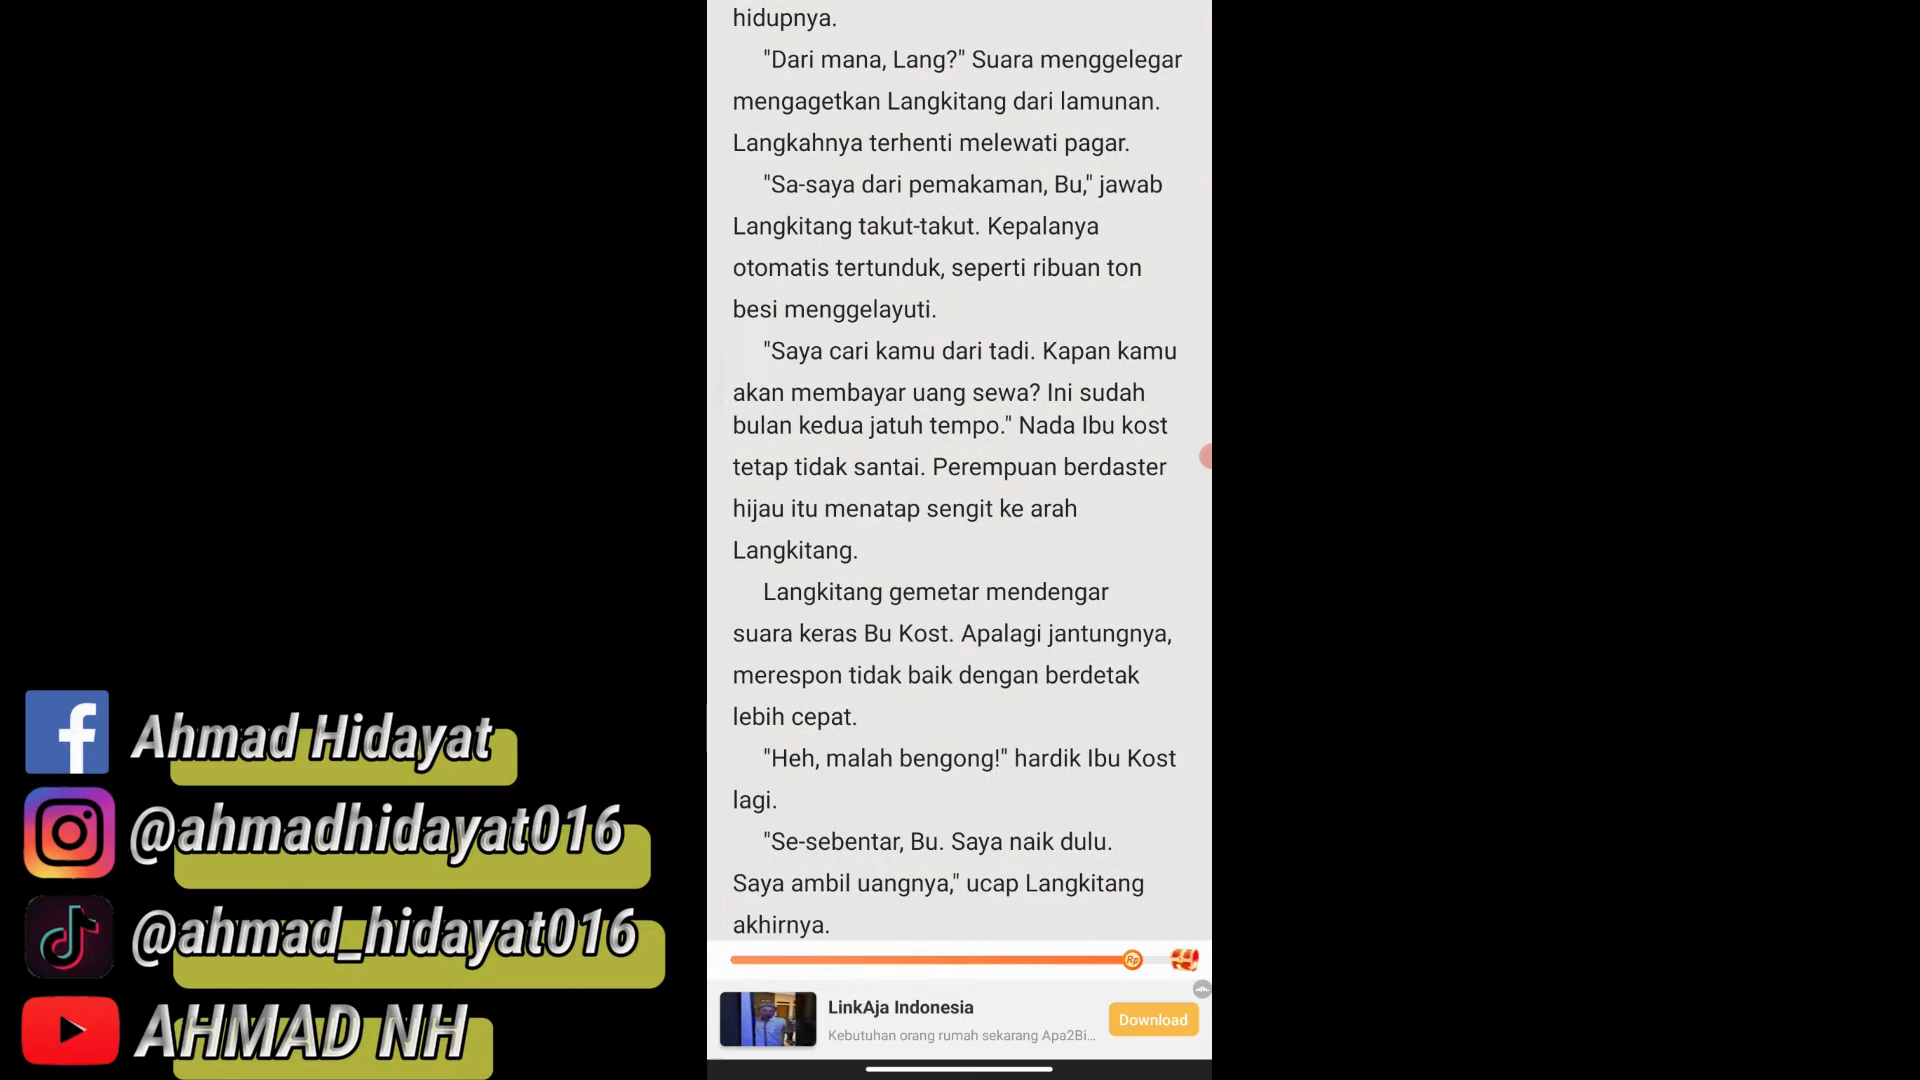 hidupnya.
"Dari mana, Lang?" Suara menggelegar
mengagetkan Langkitang dari lamunan.
Langkahnya terhenti melewati pagar.
"Sa-saya dari pemakaman, Bu," jawab
Langkitang takut-takut. Kepalanya
otomatis tertunduk, seperti ribuan ton
besi menggelayuti.
"Saya cari kamu dari tadi. Kapan kamu
akan membayar uang sewa? Ini sudah
bulan kedua jatuh tempo." Nada Ibu kost
tetap tidak santai. Perempuan berdaster
hijau itu menatap sengit ke arah
Langkitang.
Langkitang gemetar mendengar
suara keras Bu Kost. Apalagi jantungnya,
merespon tidak baik dengan berdetak
lebih cepat.
"Heh, malah bengong!" hardik Ibu Kost
lagi.
"Se-sebentar, Bu. Saya naik dulu.
Saya ambil uangnya," ucap Langkitang
akhirnya.
Rp
LinkAja Indonesia
Kebutuhan orang rumah sekarang Apa2Bi...
Download
Ahmad Hidayat
@ahmadhidayat016
@ahmad_hidayat016
AHMAD NH